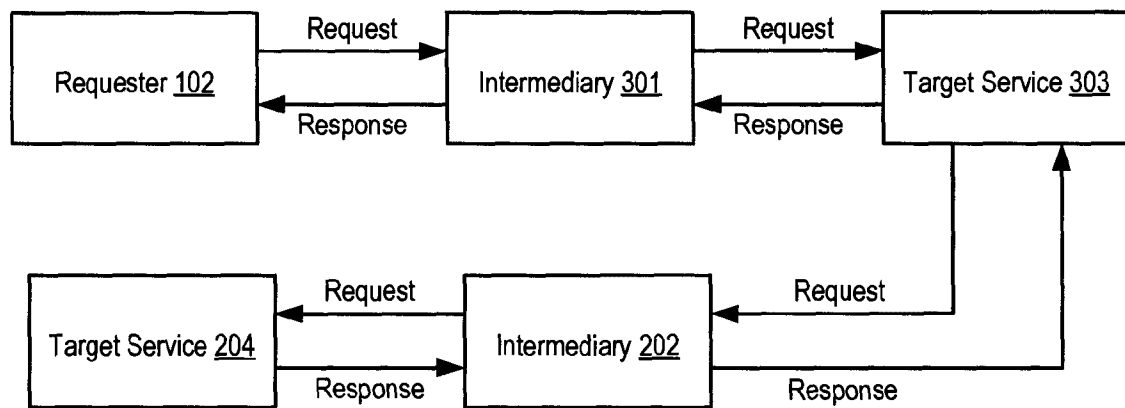 Request
Request
Requester 102
Intermediary 301
Target Service 303
Response
Response
Request
Request
Target Service 204
Intermediary 202
Response
Response